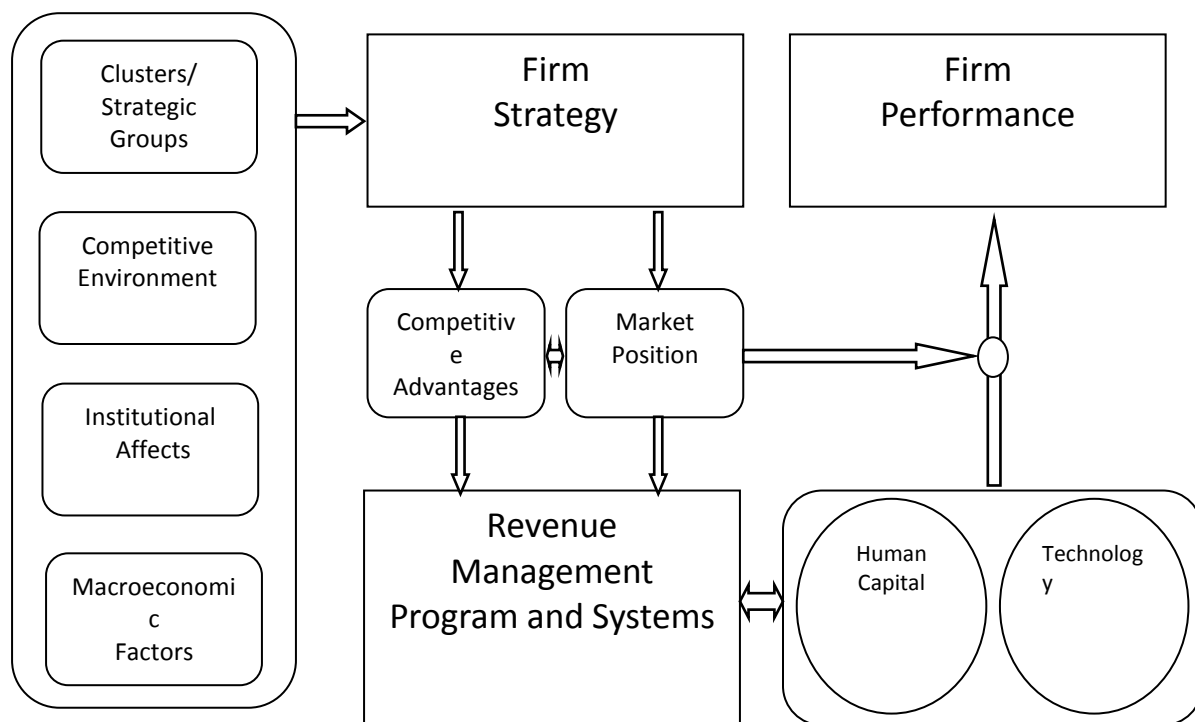 Clusters/
Strategic
Groups
Competitive
Environment
Institutional
Affects
Macroeconomi
c
Factors
Firm
Strategy
Competitiv
e
Advantages
Market
Position
Revenue
Management
Program and Systems
Firm
Performance
Human
Capital
Technolog
y